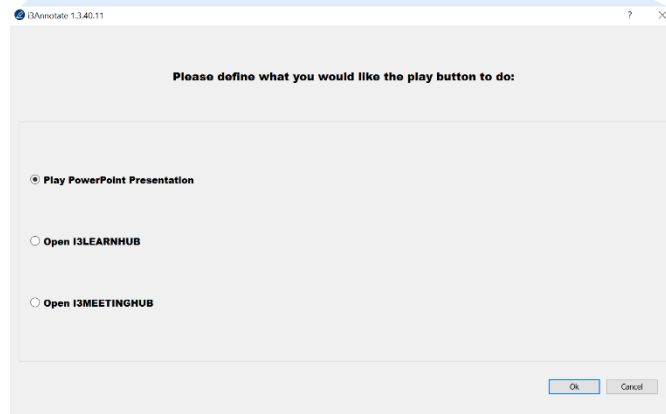 i3Annotate 1.3.40.11
Please define what you would like the play button to do:
Play PowerPoint Presentation
Open I3LEARNHUB
Open I3MEETINGHUB
Ok Cancel